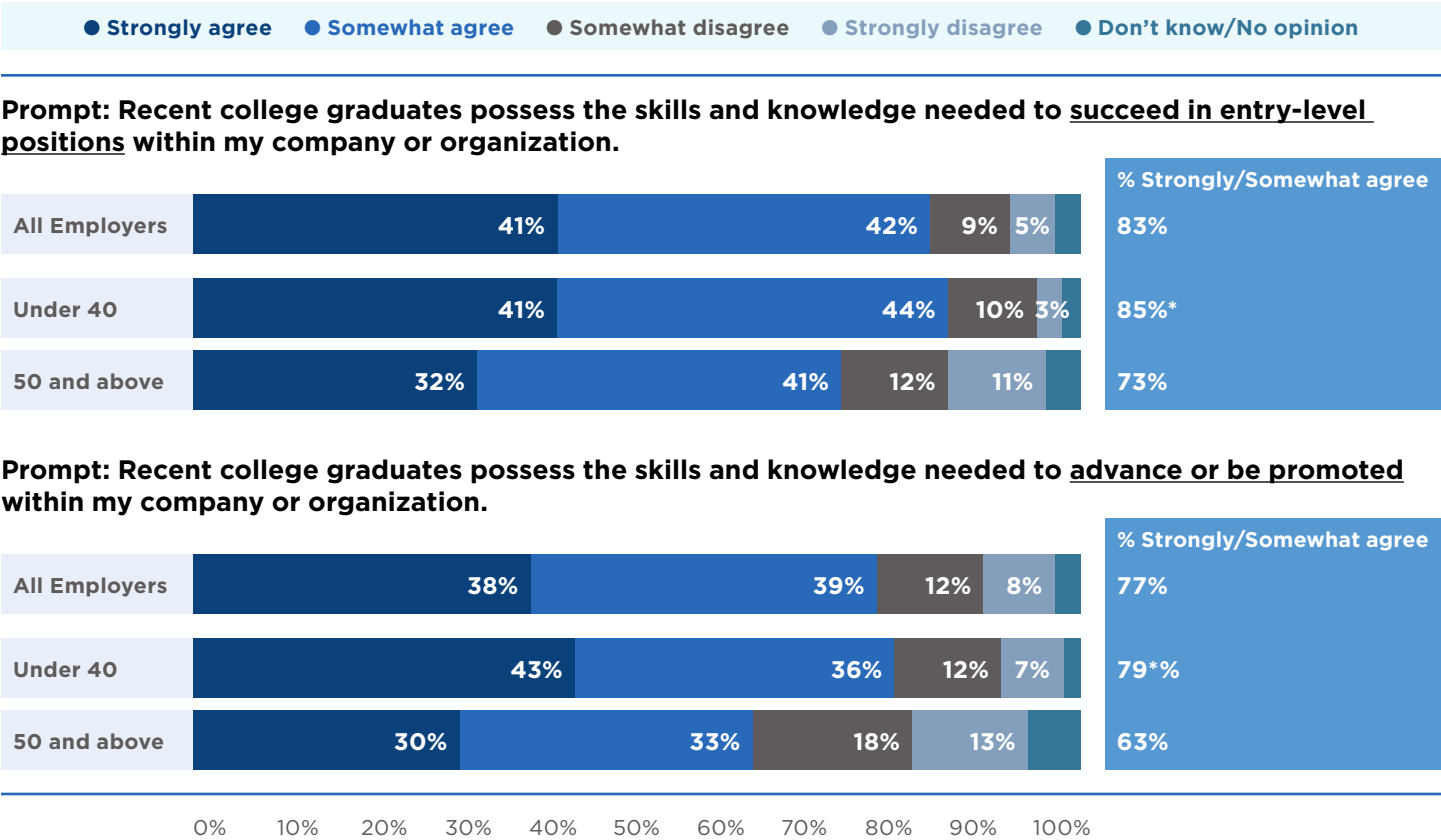 Strongly agree Somewhat agree Somewhat disagree Strongly disagree Don't know/No opinion
Prompt: Recent college graduates possess the skills and knowledge needed to succeed in entry-level
positions within my company or organization.
% Strongly/Somewhat agree
All Employers 41% 42% 9% 5% 83%
Under 40 41% 44% 10% 3% 85%*
50 and above 32% 41% 12% 11% 73%
Prompt: Recent college graduates possess the skills and knowledge needed to advance or be promoted
within my company or organization.
% Strongly/Somewhat agree
All Employers 38% 39% 12% 8% 77%
Under 40 43% 36% 12% 7% 79*%
50 and above 30% 33% 18% 13% 63%
0% 10% 20% 30% 40% 50% 60% 70% 80% 90% 100%